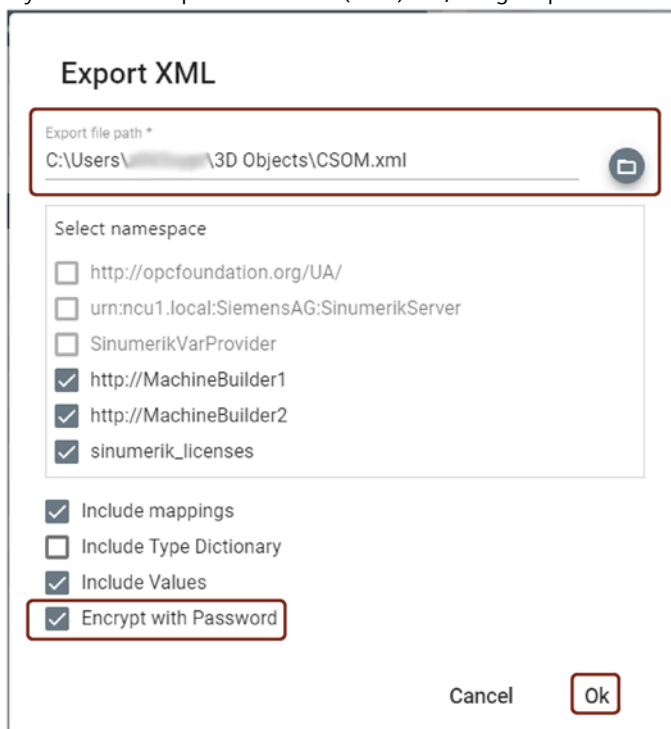 Export XML
Export file path *
C:\Users\ \3D Objects\CSOM.xml
Select namespace
http://opcfoundation.org/UA/
urn:ncu1.local:SiemensAG:SinumerikServer
SinumerikVarProvider
http://MachineBuilder1
http://MachineBuilder2
sinumerik_licenses
Include mappings
Include Type Dictionary
Include Values
Encrypt with Password
Cancel Ok